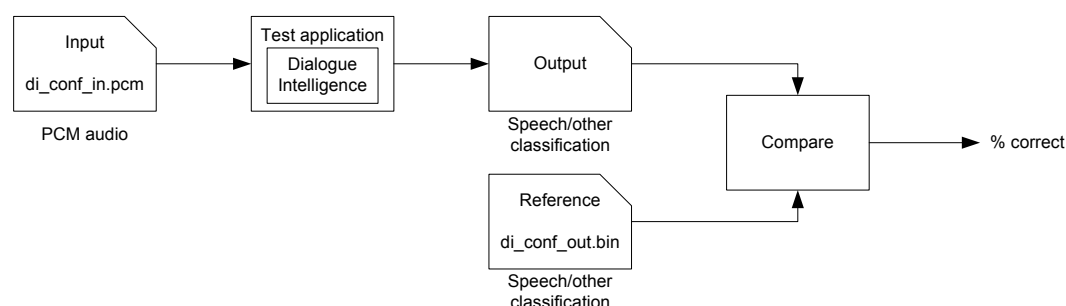 Input
di_conf_in.pcm
PCM audio
Test application
Dialogue
Intelligence
Output
Speech/other
classification
Reference
di_conf_out.bin
Speech/other
classification
Compare
% correct